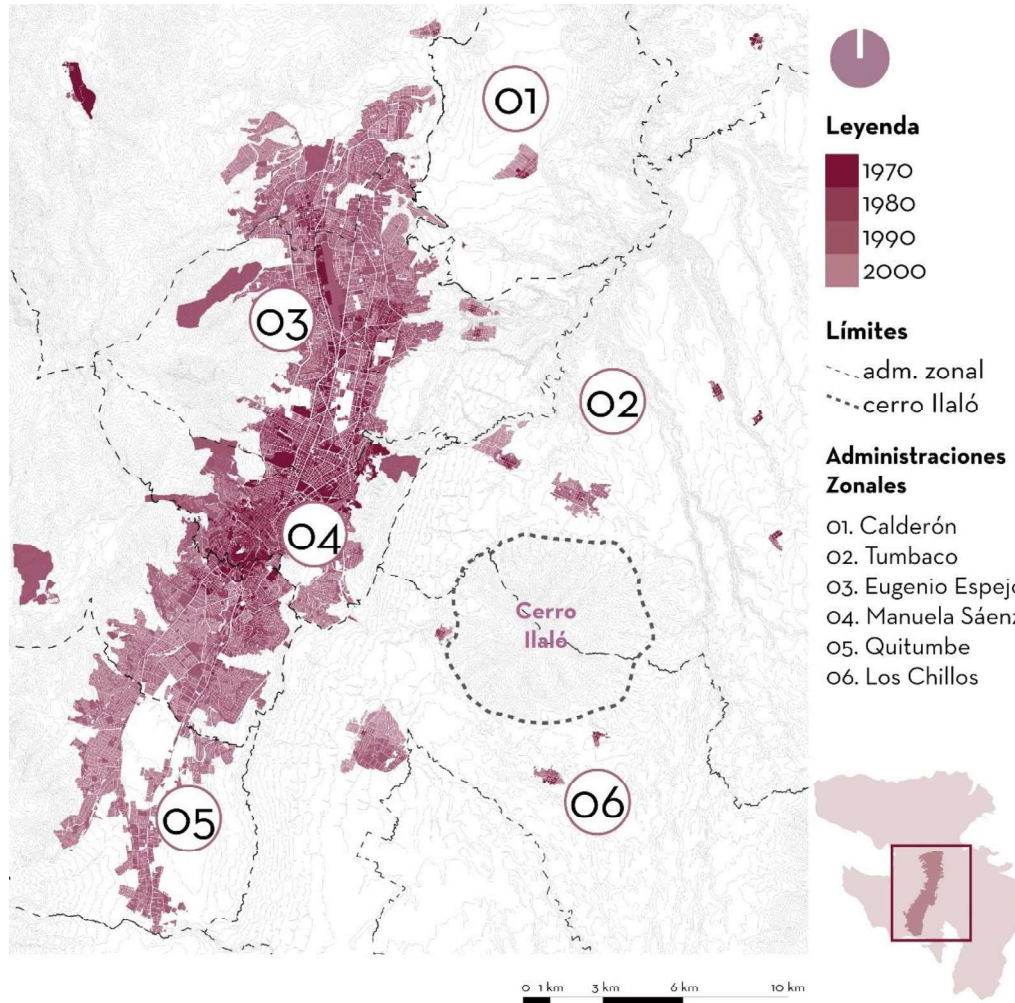 01
03
02
04
Cerro
Ilaló
05
06
Leyenda
1970
1980
1990
2000
Límites
adm. zonal
cerro Ilaló
Administraciones
Zonales
01. Calderón
02. Tumbaco
03. Eugenio Espejo
04. Manuela Sáenz
05. Quitumbe
06. Los Chillos
0 1 km 3 km 6 km 10 km